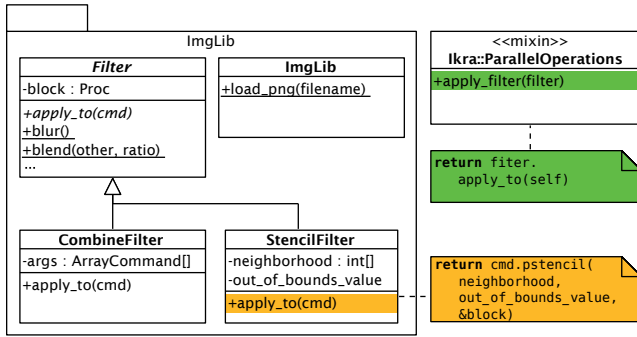 ImgLib
Filter
-block : Proc
+apply_to(cmd)
+blur()
+blend(other, ratio)
...
ImgLib
+load_png(filename)
CombineFilter
-args : ArrayCommand[]
+apply_to(cmd)
StencilFilter
-neighborhood : int[]
-out_of_bounds_value
+apply_to(cmd)
<<mixin>>
Ikra::ParallelOperations
+apply_filter(filter)
return fiter.
apply_to(self)
return cmd.pstencil(
neighborhood,
out_of_bounds_value,
&block)